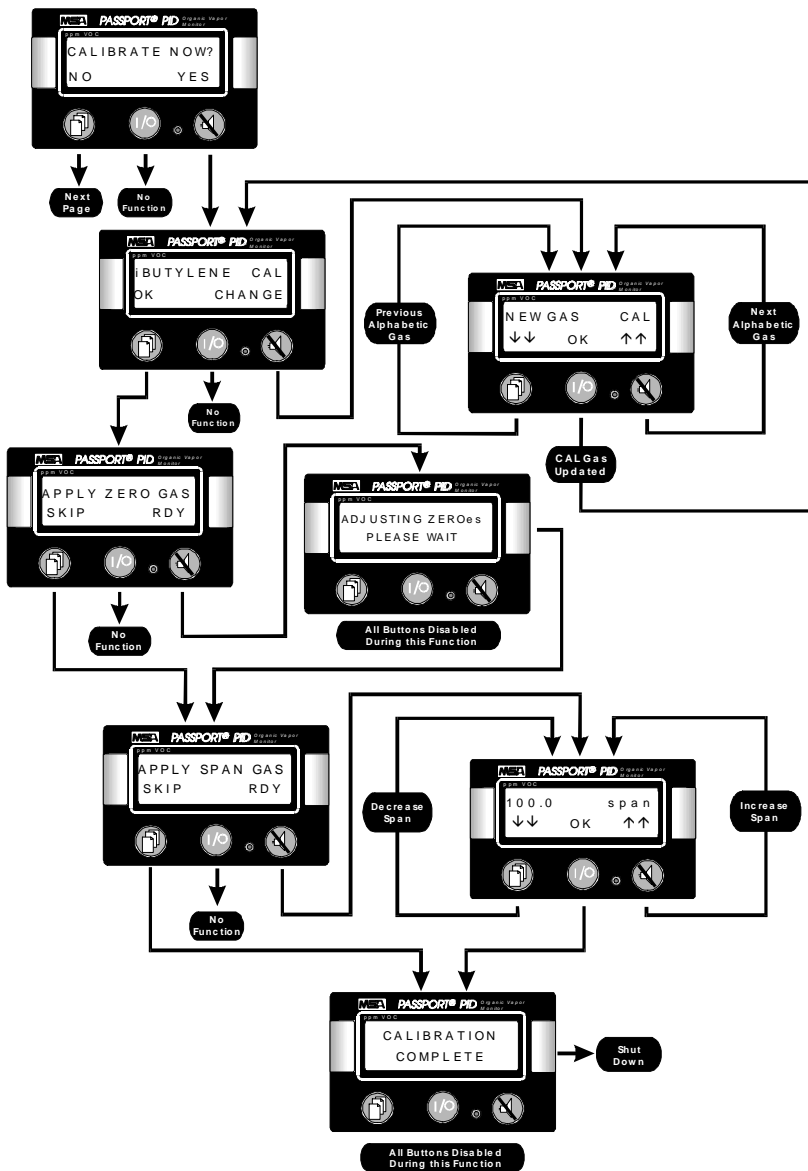 MSA PASSPORT® PID Organic Vapor Monitor
ppm VOC
CALIBRATE NOW?
NO YES
I/O
Next Page
No Function
MSA PASSPORT® PID Organic Vapor Monitor
ppm VOC
iBUTYLENE CAL
OK CHANGE
I/O
No Function
Previous Alphabetic Gas
MSA PASSPORT® PID Organic Vapor Monitor
ppm VOC
NEW GAS CAL
↓↓ OK ↑↑
I/O
Next Alphabetic Gas
CAL Gas Updated
MSA PASSPORT® PID Organic Vapor Monitor
ppm VOC
APPLY ZERO GAS
SKIP RDY
I/O
No Function
MSA PASSPORT® PID Organic Vapor Monitor
ppm VOC
ADJUSTING ZEROes
PLEASE WAIT
I/O
All Buttons Disabled
During this Function
MSA PASSPORT® PID Organic Vapor Monitor
ppm VOC
APPLY SPAN GAS
SKIP RDY
I/O
No Function
Decrease Span
MSA PASSPORT® PID Organic Vapor Monitor
ppm VOC
100.0 span
↓↓ OK ↑↑
I/O
Increase Span
MSA PASSPORT® PID Organic Vapor Monitor
ppm VOC
CALIBRATION
COMPLETE
I/O
Shut Down
All Buttons Disabled
During this Function